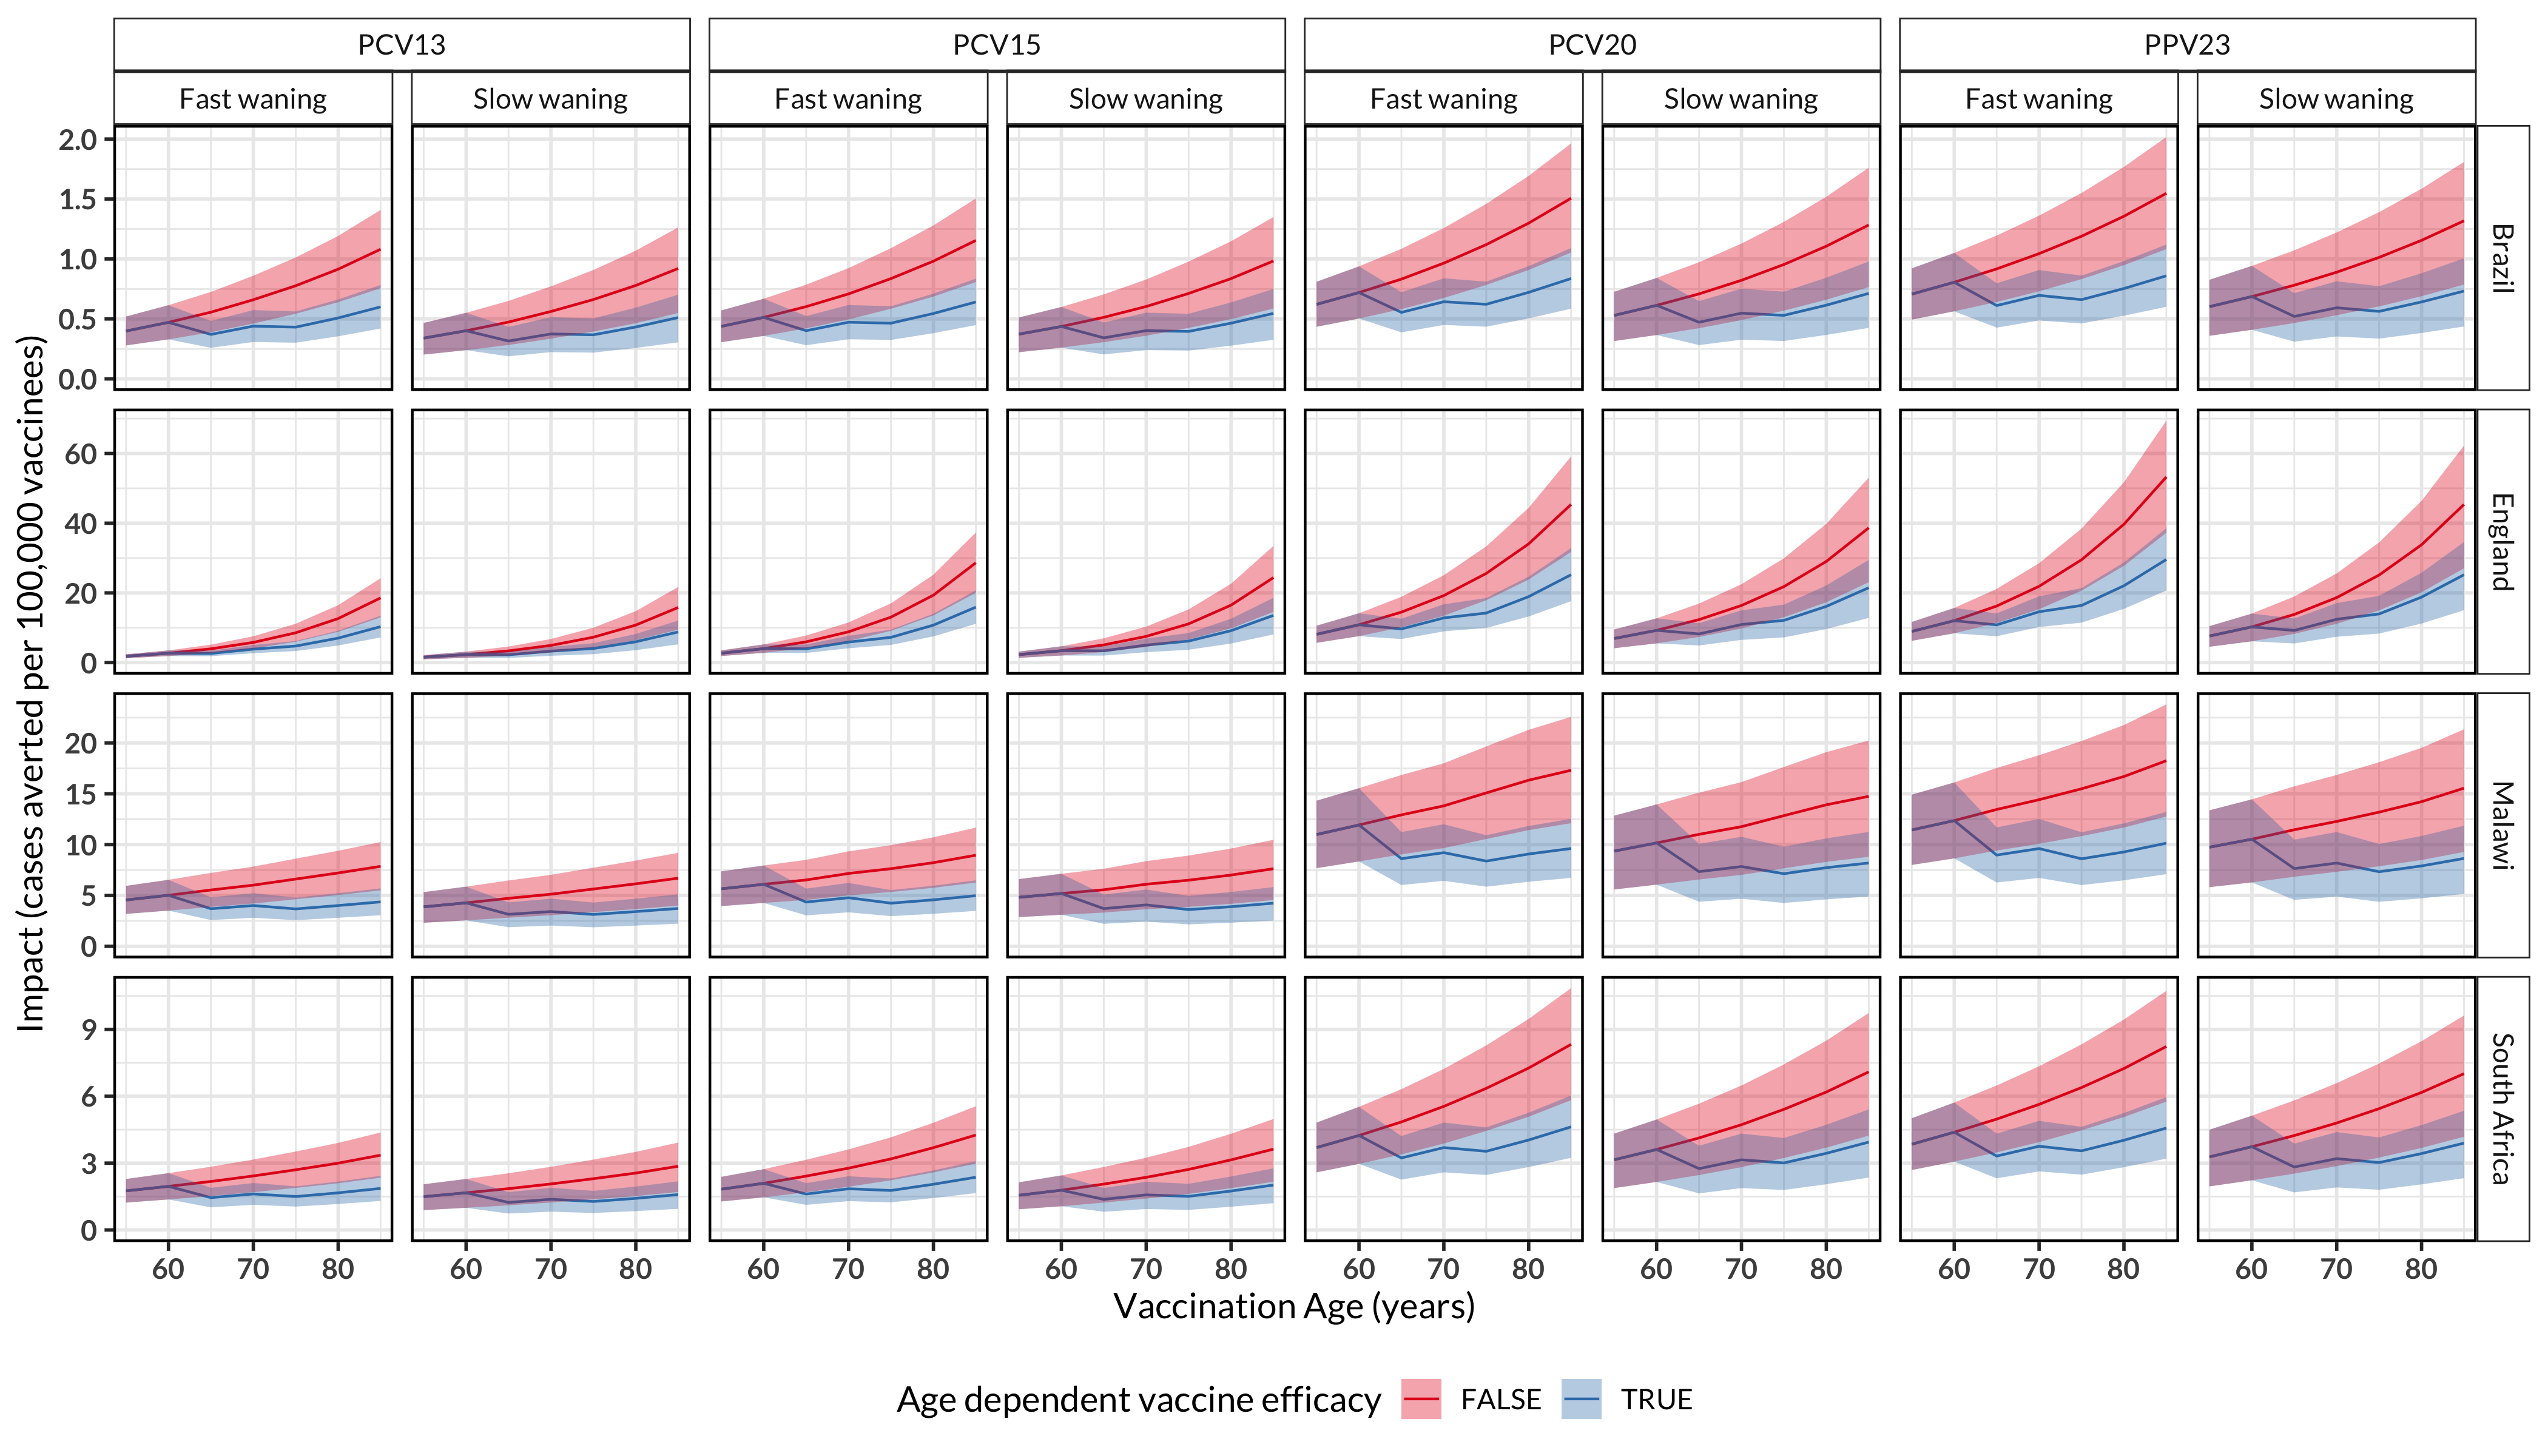 PCV13 PCV15 PCV20 PPV23
Fast waning Slow waning Fast waning Slow waning Fast waning Slow waning Fast waning Slow waning
Impact (cases averted per 100,000 vaccinees)
2.0
1.5
1.0
0.5
0.0
Brazil
60
40
20
0
England
20
15
10
5
0
Malawi
9
6
3
0
South Africa
60 70 80 60 70 80 60 70 80 60 70 80 60 70 80 60 70 80 60 70 80 60 70 80
Vaccination Age (years)
Age dependent vaccine efficacy FALSE TRUE